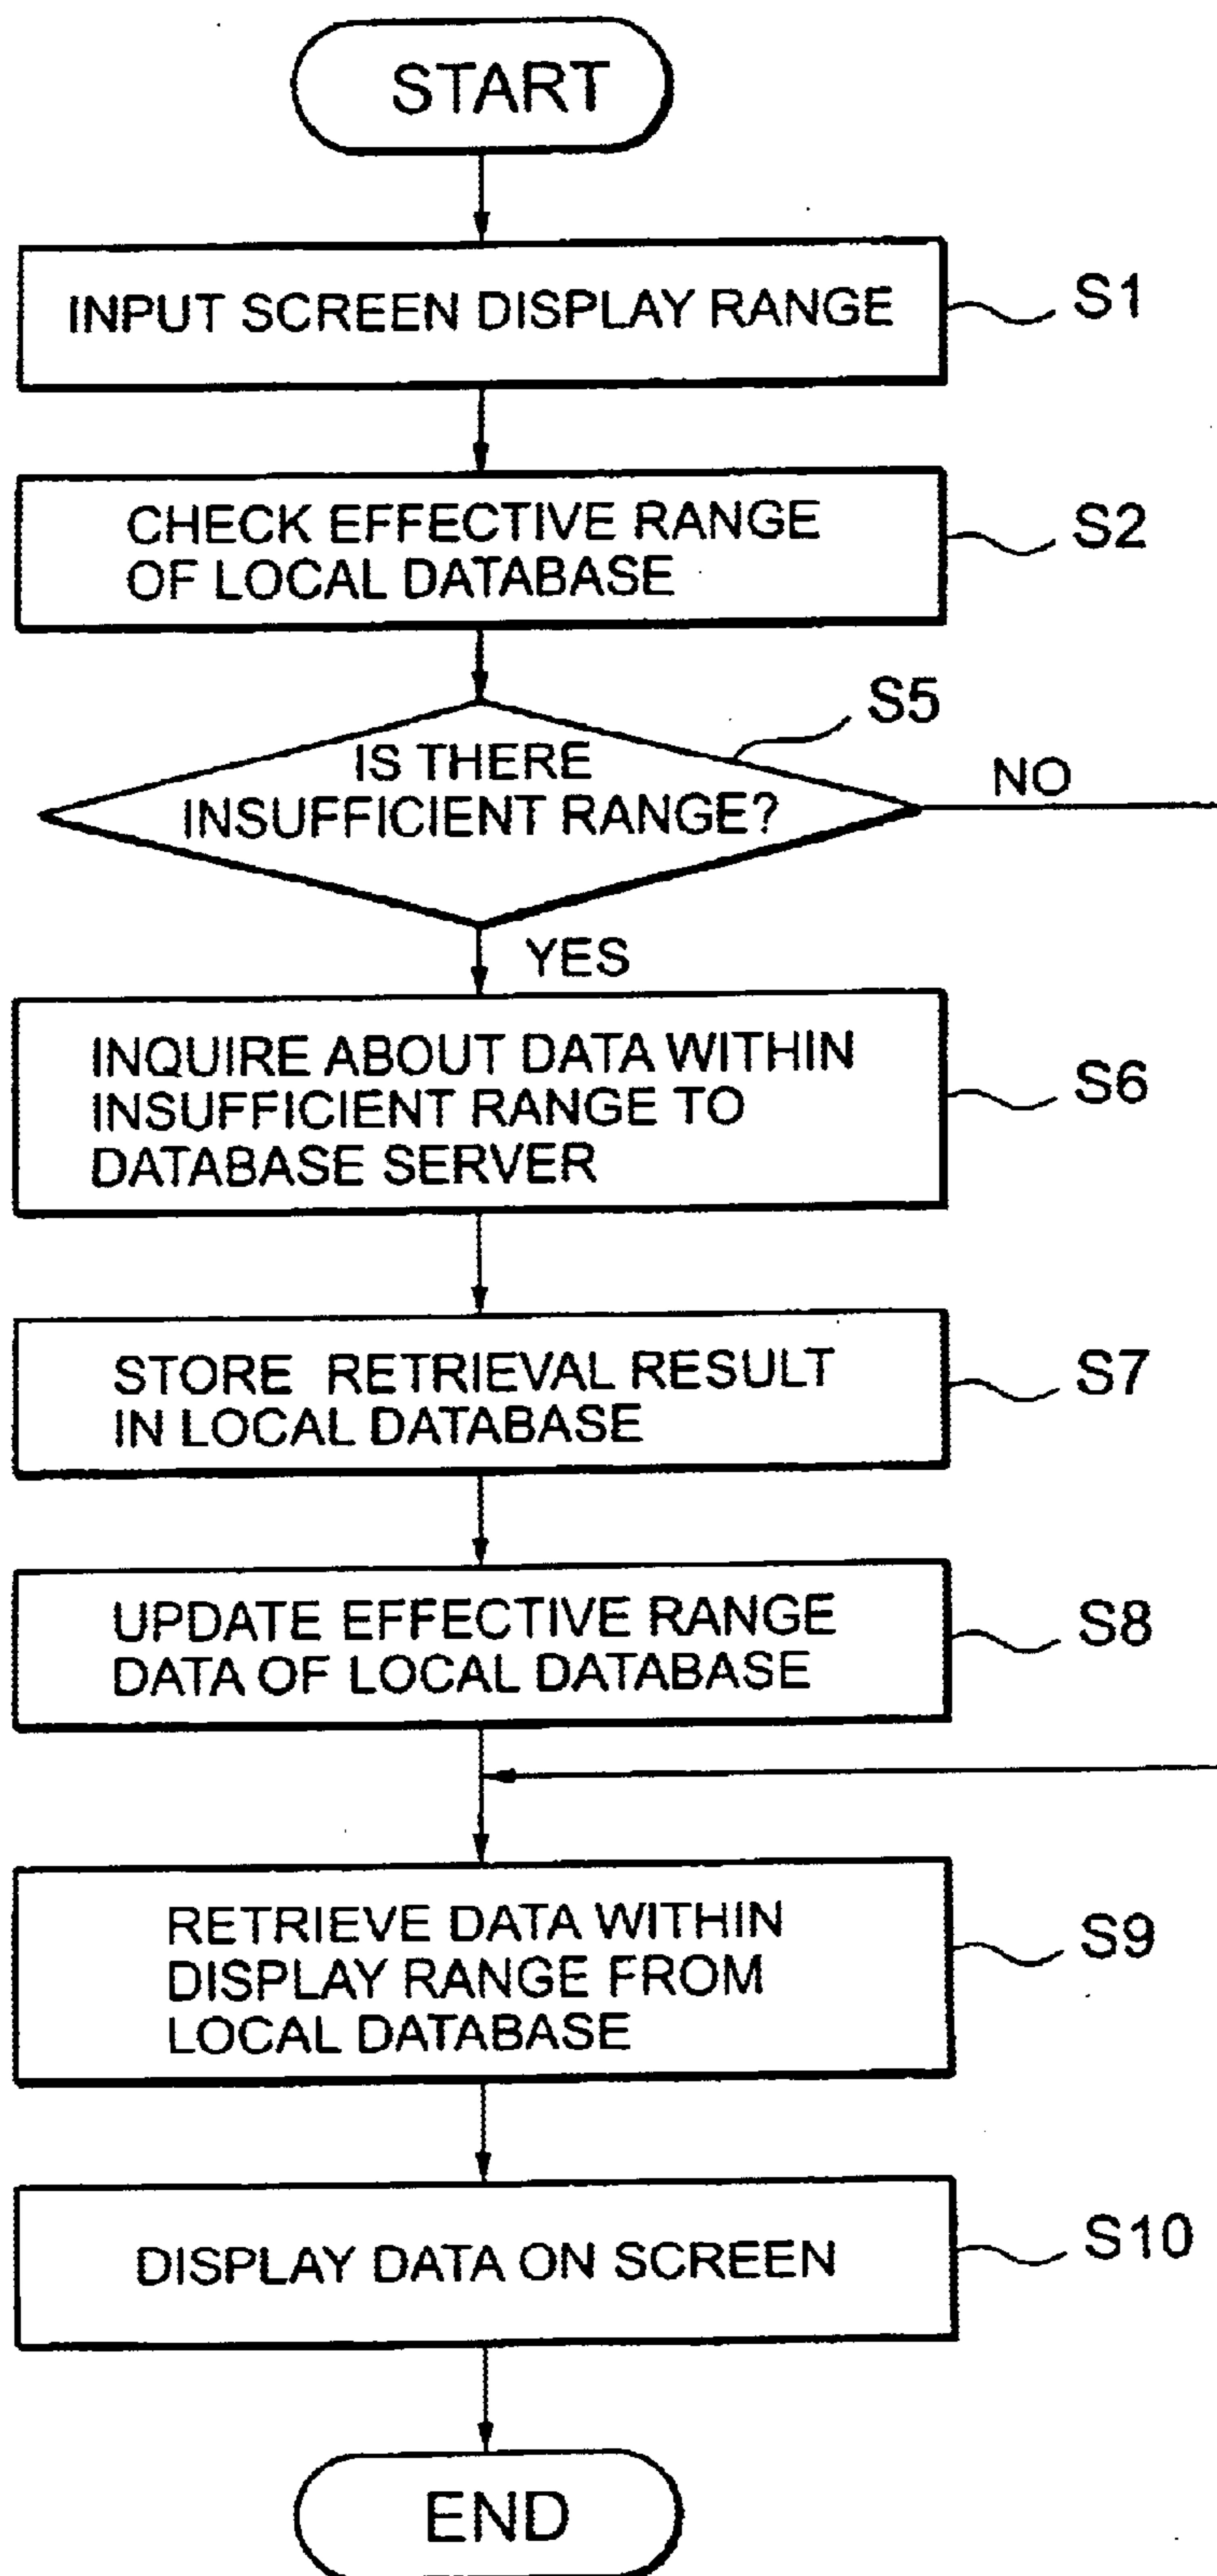 START
INPUT SCREEN DISPLAY RANGE
S1
CHECK EFFECTIVE RANGE
OF LOCAL DATABASE
S2
IS THERE
INSUFFICIENT RANGE?
S5
NO
YES
INQUIRE ABOUT DATA WITHIN
INSUFFICIENT RANGE TO
DATABASE SERVER
S6
STORE RETRIEVAL RESULT
IN LOCAL DATABASE
S7
UPDATE EFFECTIVE RANGE
DATA OF LOCAL DATABASE
S8
RETRIEVE DATA WITHIN
DISPLAY RANGE FROM
LOCAL DATABASE
S9
DISPLAY DATA ON SCREEN
S10
END